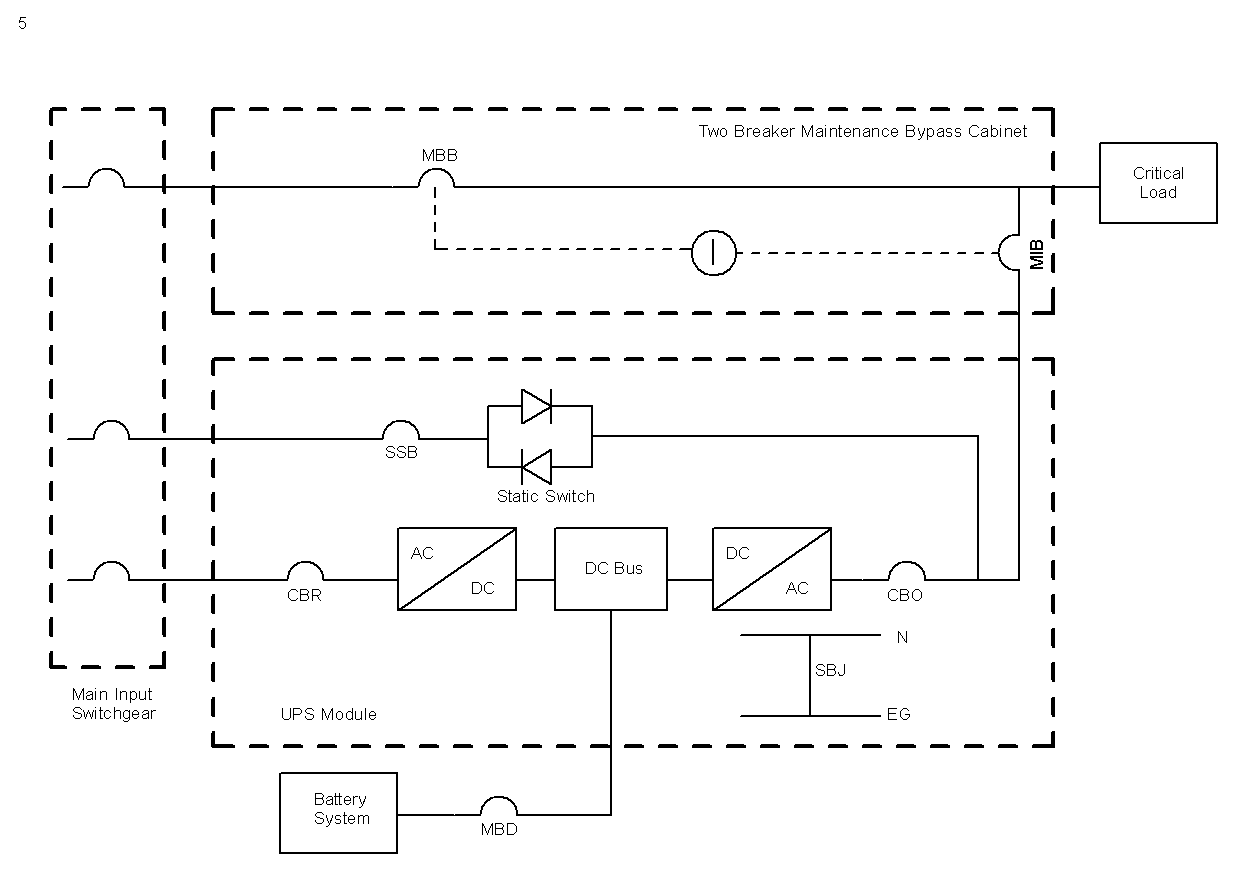 5
Two Breaker Maintenance Bypass Cabinet
MBB
Critical
Load
MIB
SSB
Static Switch
AC
DC
DC Bus
DC
AC
CBR
CBO
N
SBJ
EG
Main Input
Switchgear
UPS Module
Battery
System
MBD